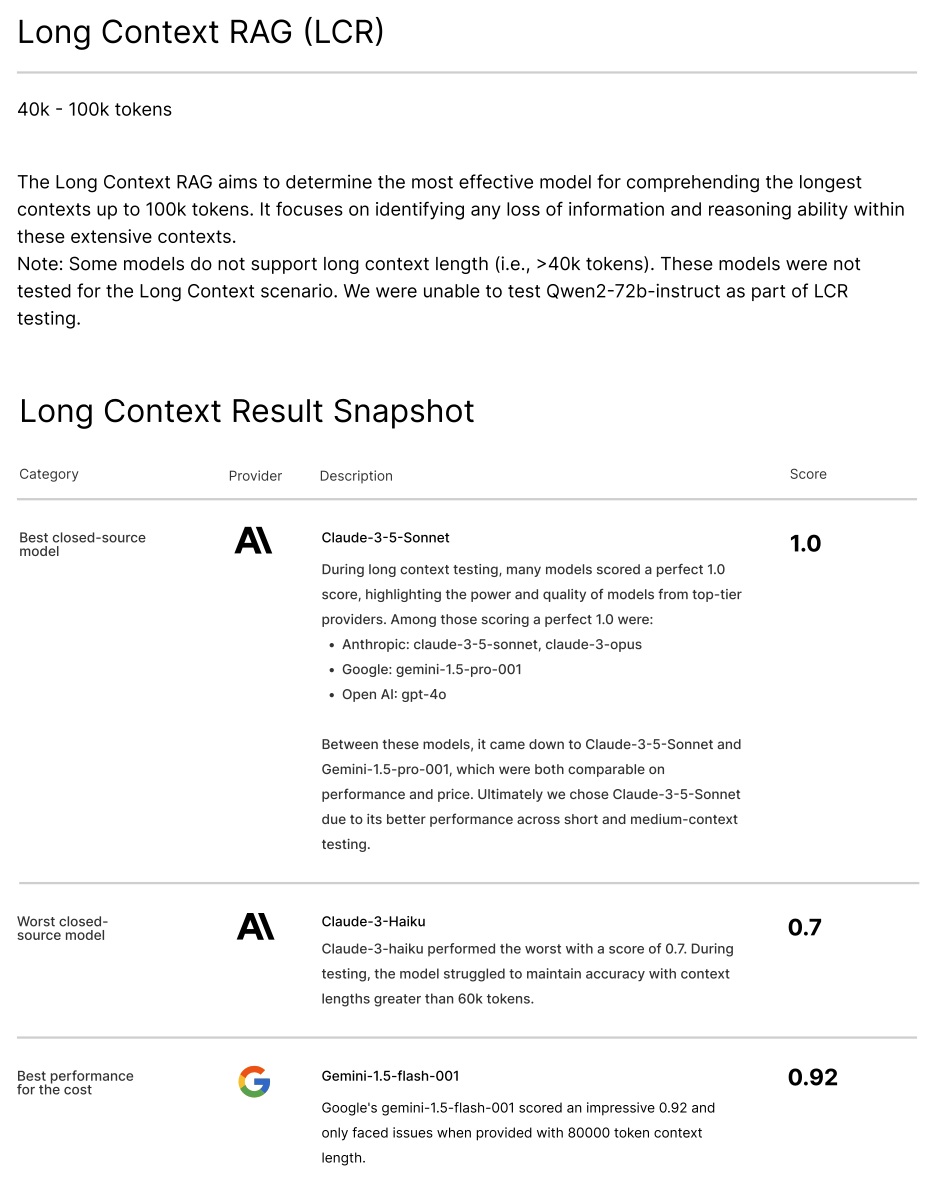 Long Context RAG (LCR)
40k - 100k tokens
The Long Context RAG aims to determine the most effective model for comprehending the longest
contexts up to 100k tokens. It focuses on identifying any loss of information and reasoning ability within
these extensive contexts.
Note: Some models do not support long context length (i.e., >40k tokens). These models were not
tested for the Long Context scenario. We were unable to test Qwen2-72b-instruct as part of LCR
testing.
Long Context Result Snapshot
Category Provider Description Score
Best closed-source
model
Claude-3-5-Sonnet
1.0
During long context testing, many models scored a perfect 1.0
score, highlighting the power and quality of models from top-tier
providers. Among those scoring a perfect 1.0 were:
• Anthropic: claude-3-5-sonnet, claude-3-opus
• Google: gemini-1.5-pro-001
• Open AI: gpt-4o
Between these models, it came down to Claude-3-5-Sonnet and
Gemini-1.5-pro-001, which were both comparable on
performance and price. Ultimately we chose Claude-3-5-Sonnet
due to its better performance across short and medium-context
testing.
Worst closed-
source model
Claude-3-Haiku
0.7
Claude-3-haiku performed the worst with a score of 0.7. During
testing, the model struggled to maintain accuracy with context
lengths greater than 60k tokens.
Best performance
for the cost
Gemini-1.5-flash-001
0.92
Google's gemini-1.5-flash-001 scored an impressive 0.92 and
only faced issues when provided with 80000 token context
length.